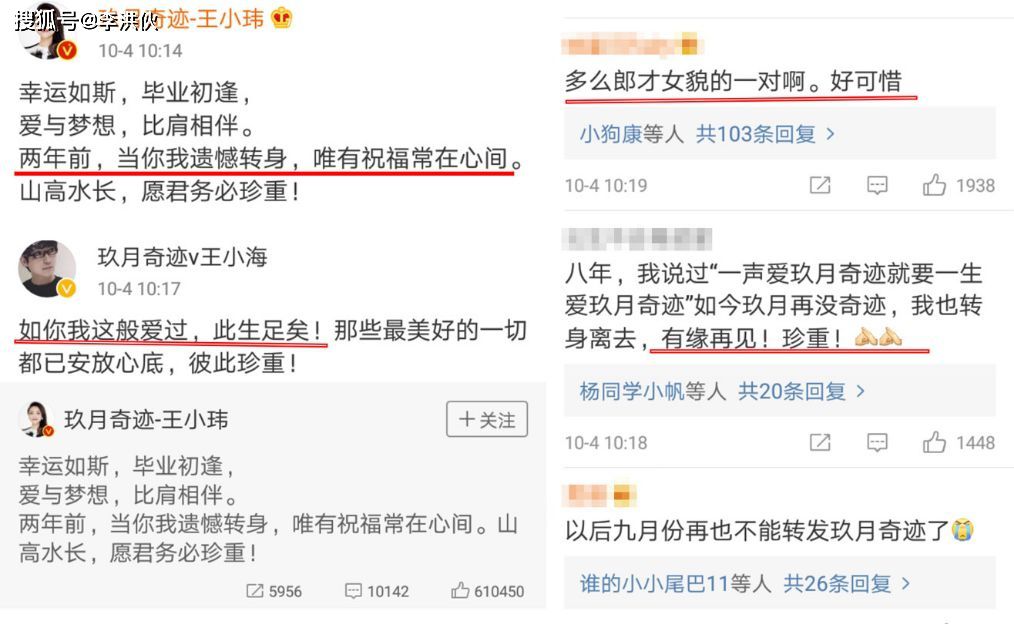 搜狐号@李洪伙
玖月奇迹-王小玮
10-4 10:14
幸运如斯，毕业初逢，
爱与梦想，比肩相伴。
两年前，当你我遗憾转身，唯有祝福常在心间。
山高水长，愿君务必珍重！
玖月奇迹v王小海
10-4 10:17
如你我这般爱过，此生足矣！那些最美好的一切
都已安放心底，彼此珍重！
玖月奇迹-王小玮
＋关注
幸运如斯，毕业初逢，
爱与梦想，比肩相伴。
两年前，当你我遗憾转身，唯有祝福常在心间。山
高水长，愿君务必珍重！
5956 10142 610450
多么郎才女貌的一对啊。好可惜
小狗康等人 共103条回复 >
10-4 10:19 1938
八年，我说过“一声爱玖月奇迹就要一生
爱玖月奇迹”如今玖月再没奇迹，我也转
身离去，有缘再见！珍重！
杨同学小帆等人 共20条回复 >
10-4 10:18 1448
以后九月份再也不能转发玖月奇迹了
谁的小小尾巴11等人 共26条回复 >